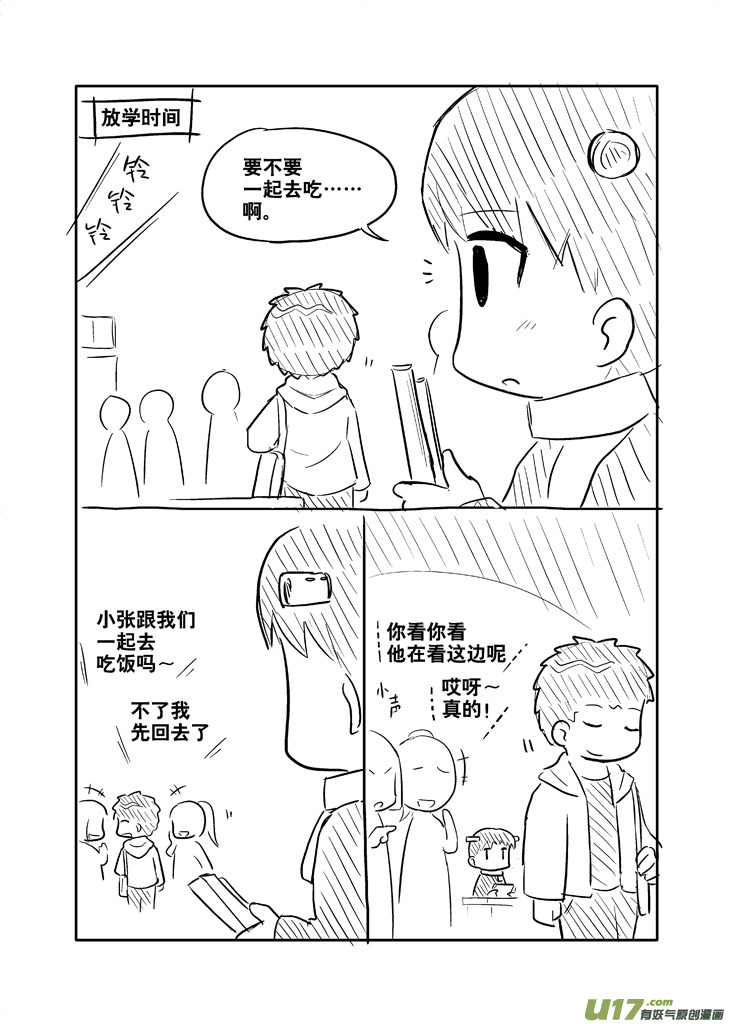 放学时间
铃
铃
铃
要不要
一起去吃……
啊。
小张跟我们
一起去
吃饭吗～
不了我
先回去了
你看你看
他在看这边呢
小声
哎呀～
真的！
U17.com
有妖气原创漫画